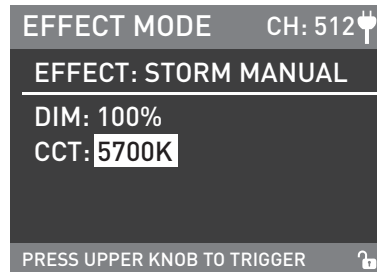 EFFECT MODE CH: 512
EFFECT: STORM MANUAL
DIM: 100%
CCT: 5700K
PRESS UPPER KNOB TO TRIGGER